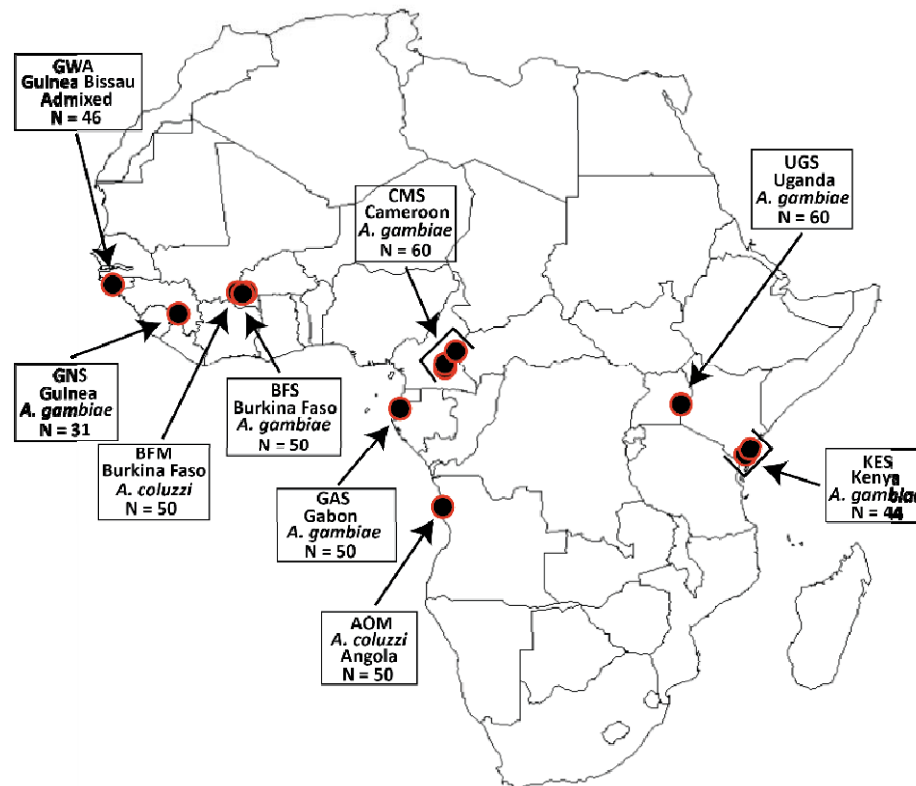 GWA
Guinea Bissau
Admixed
N = 46
UGS
Uganda
A. gambiae
N = 60
CMS
Cameroon
A. gambiae
N = 60
GNS
Guinea
A. gambiae
N = 31
BFS
Burkina Faso
A. gambiae
N = 50
BFM
Burkina Faso
A. coluzzi
N = 50
GAS
Gabon
A. gambiae
N = 50
KES
Kenya
A. gambiae
N = 44
AOM
A. coluzzi
Angola
N = 50